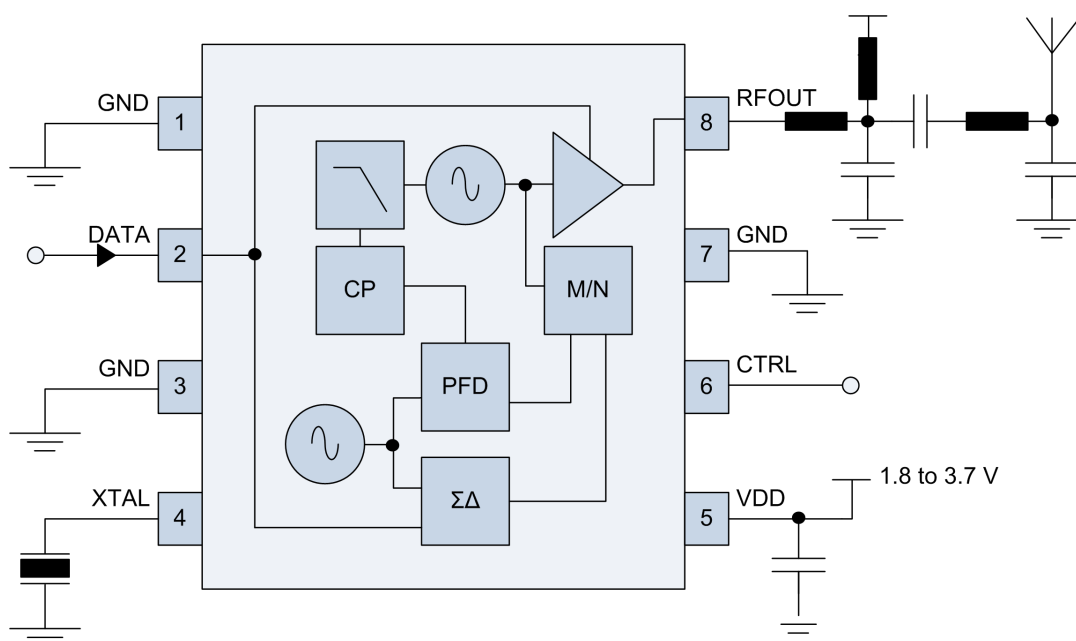 GND
1
8
RFOUT
DATA
2
7
GND
CP
M/N
GND
3
PFD
6
CTRL
XTAL
4
ΣΔ
5
VDD
1.8 to 3.7 V